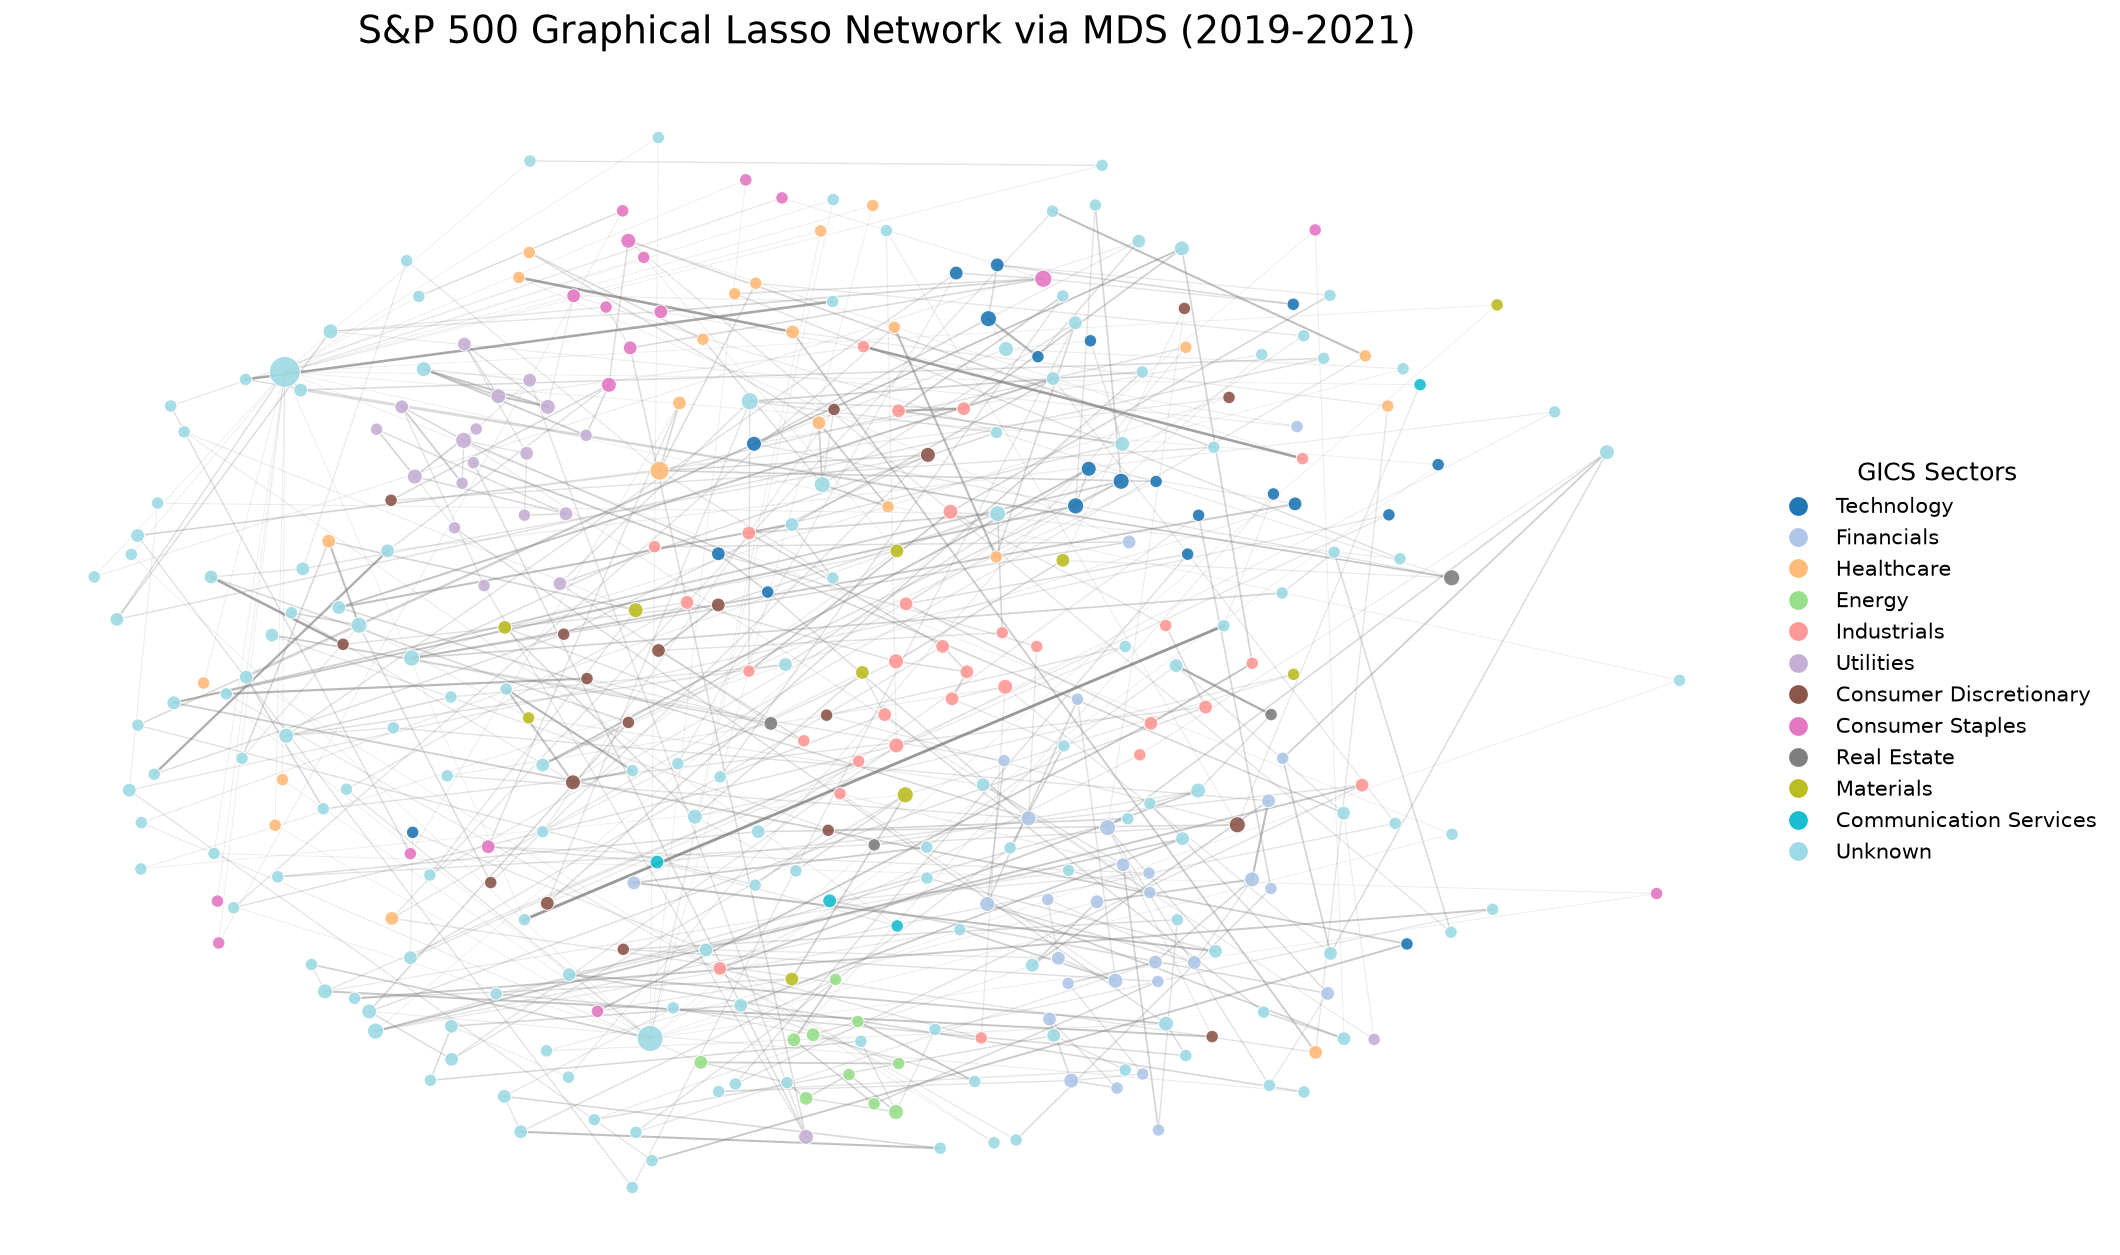 S&P 500 Graphical Lasso Network via MDS (2019-2021)
GICS Sectors
Technology
Financials
Healthcare
Energy
Industrials
Utilities
Consumer Discretionary
Consumer Staples
Real Estate
Materials
Communication Services
Unknown